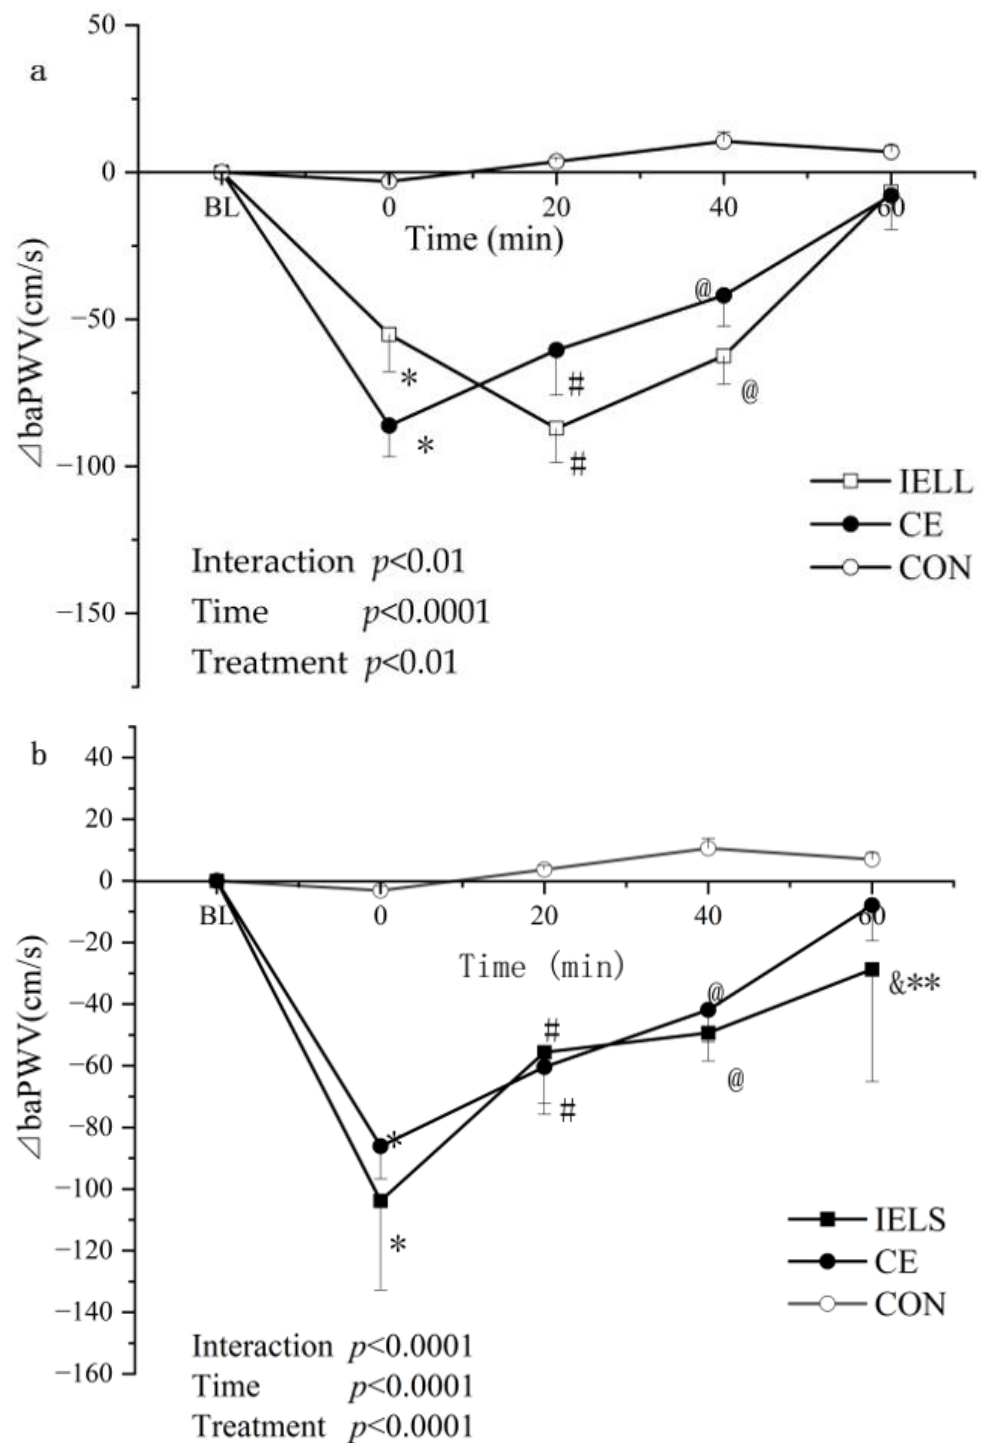 a
50
0
−50
−100
−150
⊿baPWV(cm/s)
BL 0 20 40 60
Time (min)
@
*
#
@
*
#
IELL
CE
CON
Interaction p<0.01
Time p<0.0001
Treatment p<0.01
b
40
20
0
−20
−40
−60
−80
−100
−120
−140
−160
⊿baPWV(cm/s)
BL 0 20 40 60
Time (min)
&**
@
#
@
#
*
*
IELS
CE
CON
Interaction p<0.0001
Time p<0.0001
Treatment p<0.0001